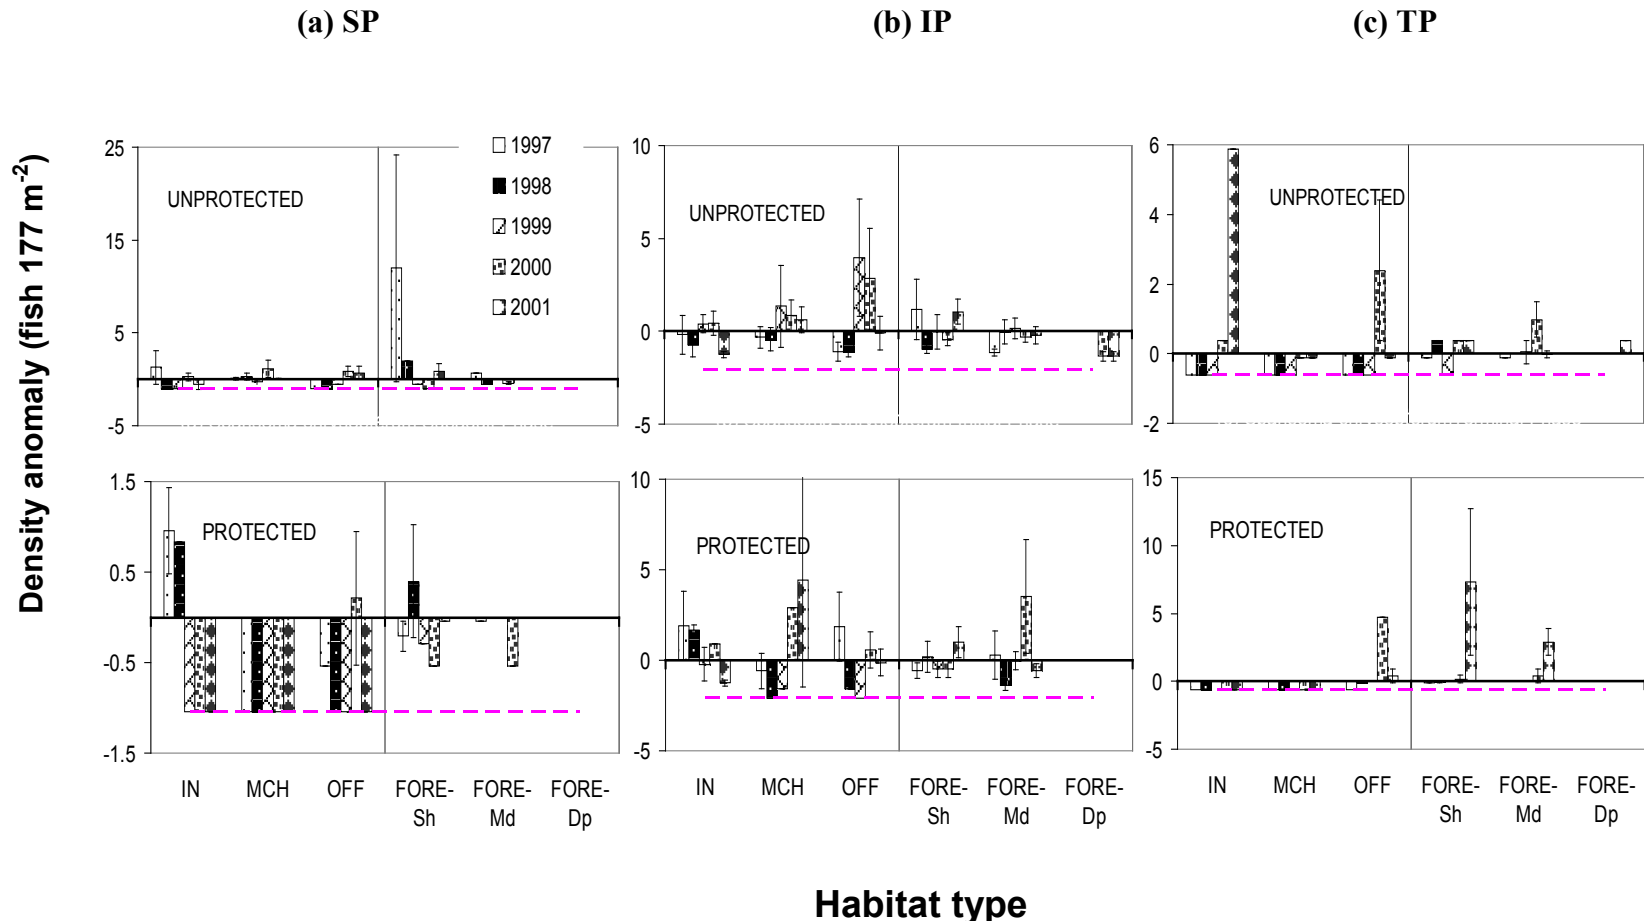 (a) SP
(b) IP
(c) TP
Density anomaly (fish 177 m-2)
25
15
5
-5
UNPROTECTED
1997
1998
1999
2000
2001
10
5
0
-5
UNPROTECTED
6
4
2
0
-2
UNPROTECTED
1.5
0.5
-0.5
-1.5
PROTECTED
10
5
0
-5
PROTECTED
15
10
5
0
-5
PROTECTED
IN MCH OFF FORE- FORE- FORE-
Sh Md Dp
IN MCH OFF FORE- FORE- FORE-
Sh Md Dp
IN MCH OFF FORE- FORE- FORE-
Sh Md Dp
Habitat type